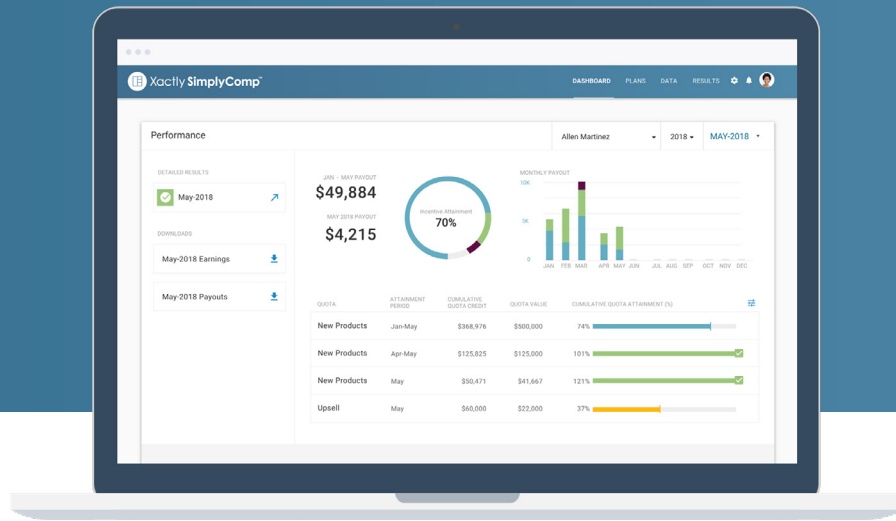 Xactly SimplyComp™
DASHBOARD PLANS DATA RESULTS
Performance
Allen Martinez 2018 MAY-2018
DETAILED RESULTS
May-2018
DOWNLOADS
May-2018 Earnings
May-2018 Payouts
JAN - MAY PAYOUT
$49,884
MAY 2018 PAYOUT
$4,215
Incentive Attainment
70%
MONTHLY PAYOUT
10K
5K
0
JAN FEB MAR APR MAY JUN JUL AUG SEP OCT NOV DEC
QUOTA ATTAINMENT PERIOD CUMULATIVE QUOTA CREDIT QUOTA VALUE CUMULATIVE QUOTA ATTAINMENT (%)
New Products Jan-May $368,976 $500,000 74%
New Products Apr-May $125,825 $125,000 101%
New Products May $50,471 $41,667 121%
Upsell May $60,000 $22,000 37%